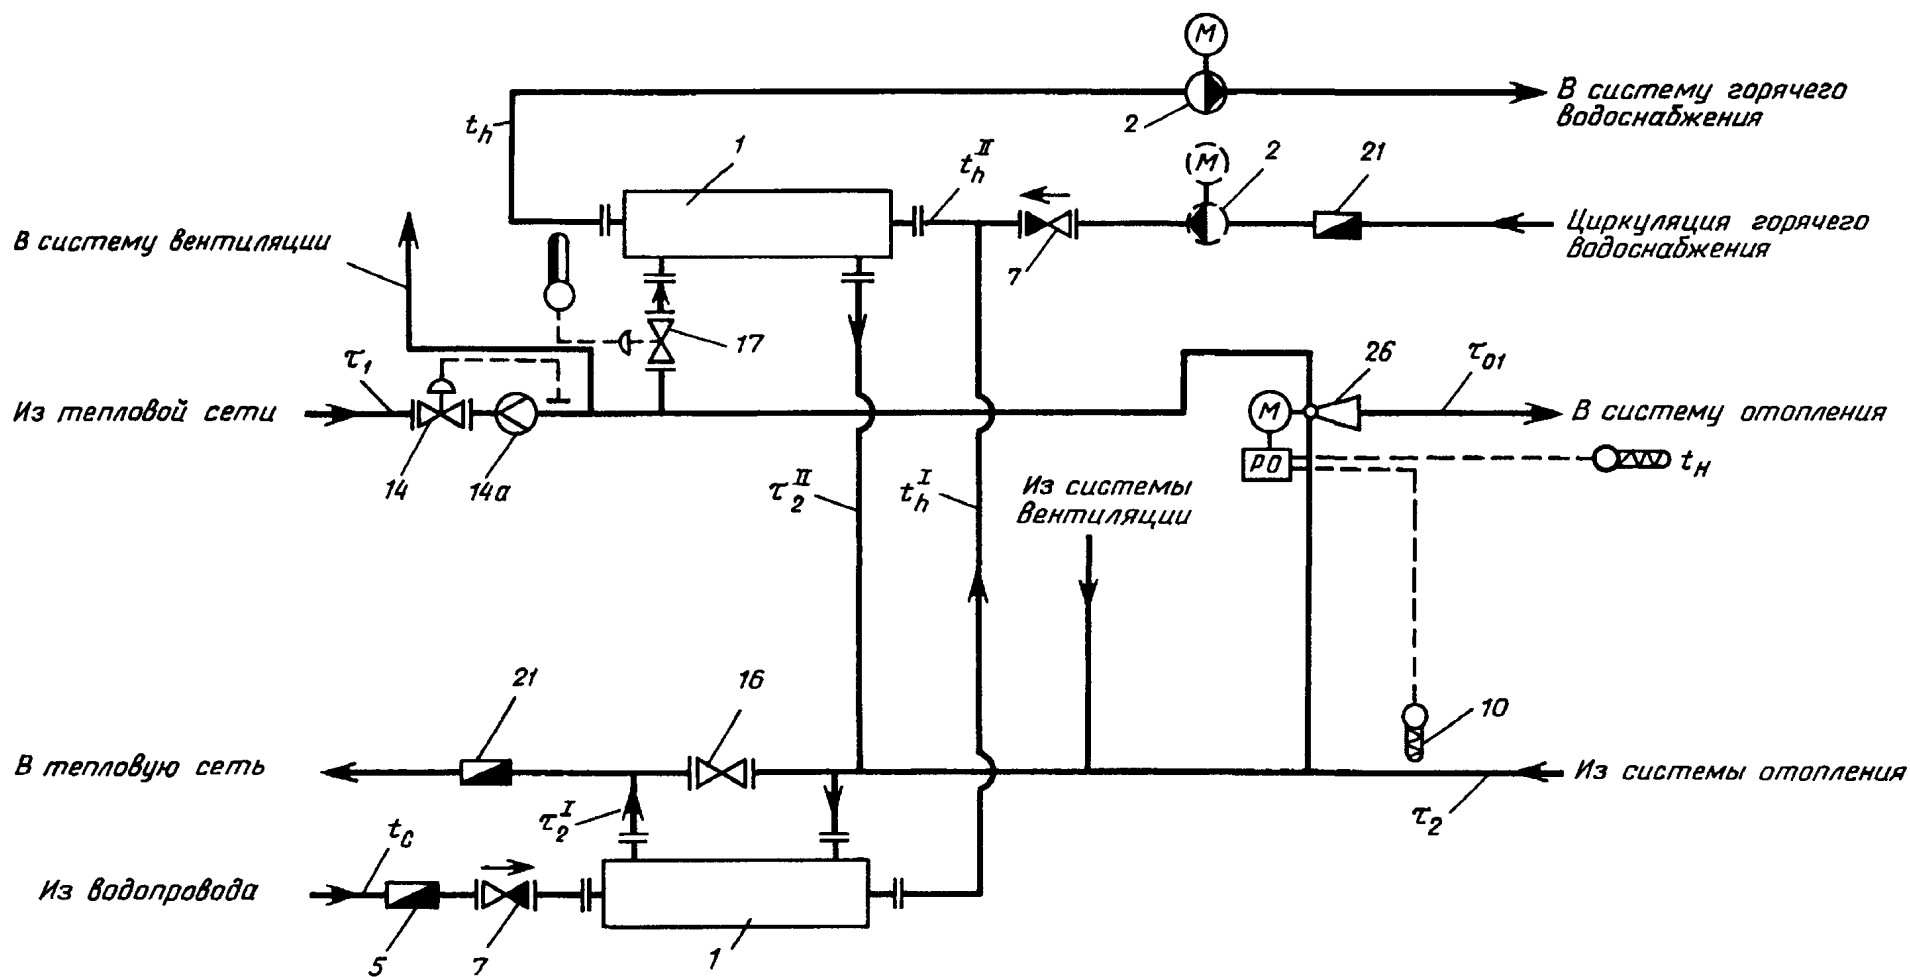 М
В систему горячего
водоснабжения
2
t_h
1
t_h^II
(М)
2
21
7
Циркуляция горячего
водоснабжения
В систему вентиляции
17
τ_1
26
τ_01
Из тепловой сети
М
В систему отопления
14
14а
РО
t_н
τ_2^II
t_h^I
Из системы
вентиляции
21
16
10
В тепловую сеть
Из системы отопления
τ_2^I
τ_2
t_c
Из водопровода
5
7
1